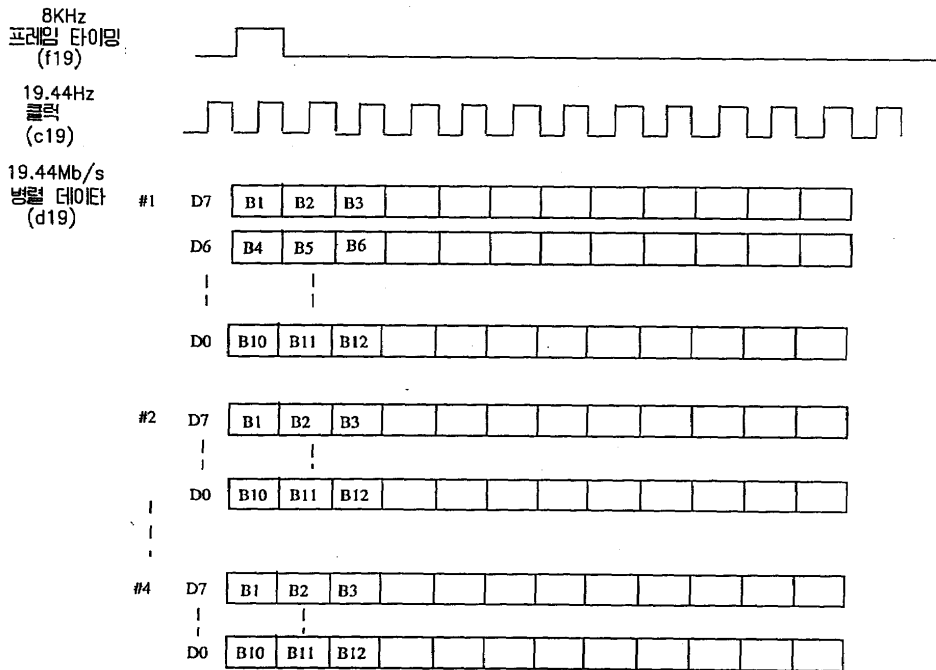 8KHz
프레임 타이밍
(f19)
19.44Hz
클럭
(c19)
19.44Mb/s
병렬 데이타
(d19)
#1 D7 B1 B2 B3
D6 B4 B5 B6
D0 B10 B11 B12
#2 D7 B1 B2 B3
D0 B10 B11 B12
#4 D7 B1 B2 B3
D0 B10 B11 B12